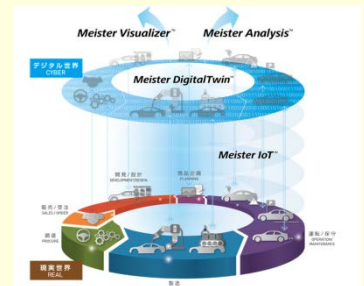 Meister Visualizer™
Meister Analysis™
デジタル世界
CYBER
Meister DigitalTwin™
Meister IoT™
開発/設計
DEVELOPMENT/DESIGN
商品企画
PLANNING
販売/受注
SALES / ORDER
調達
PROCURE
運転/保守
OPERATION/
MAINTENANCE
現実世界
REAL
製造